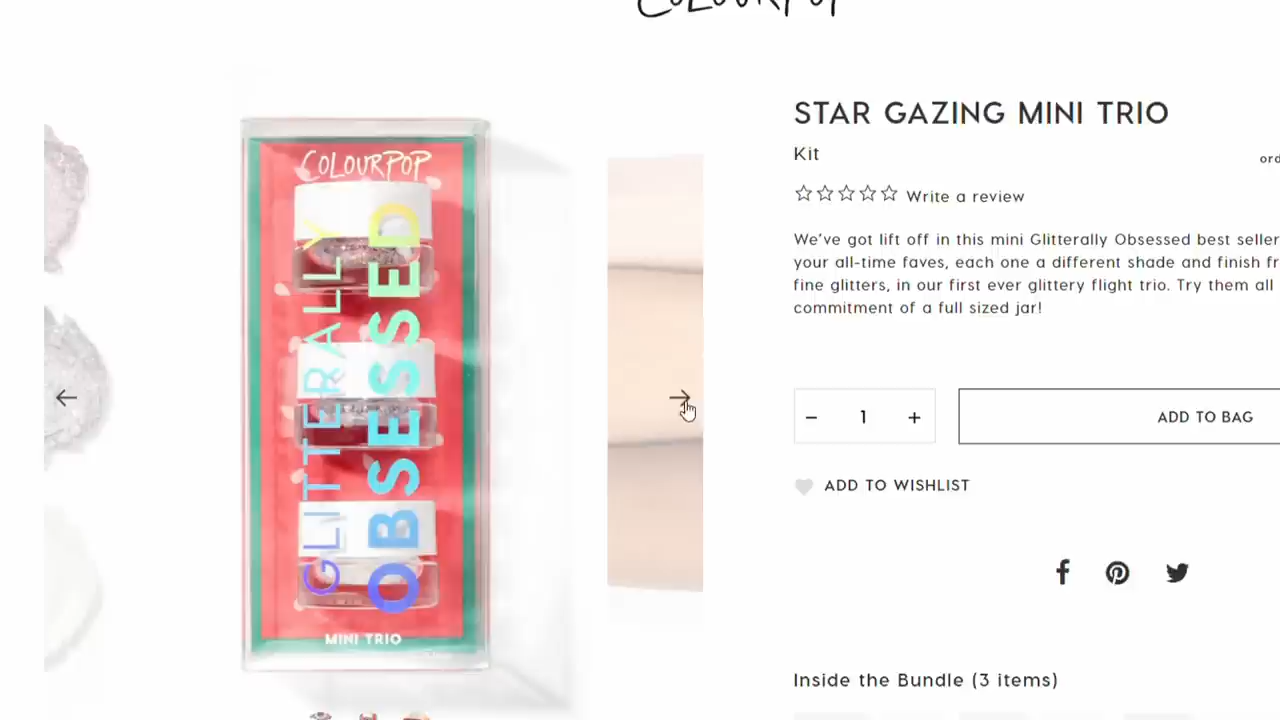 COLOURPOP
COLOURPOP
GLITTERALLY
OBSESSED
MINI TRIO
STAR GAZING MINI TRIO
Kit
ord
Write a review
We've got lift off in this mini Glitterally Obsessed best seller
your all-time faves, each one a different shade and finish fr
fine glitters, in our first ever glittery flight trio. Try them all
commitment of a full sized jar!
− 1 +
ADD TO BAG
ADD TO WISHLIST
Inside the Bundle (3 items)